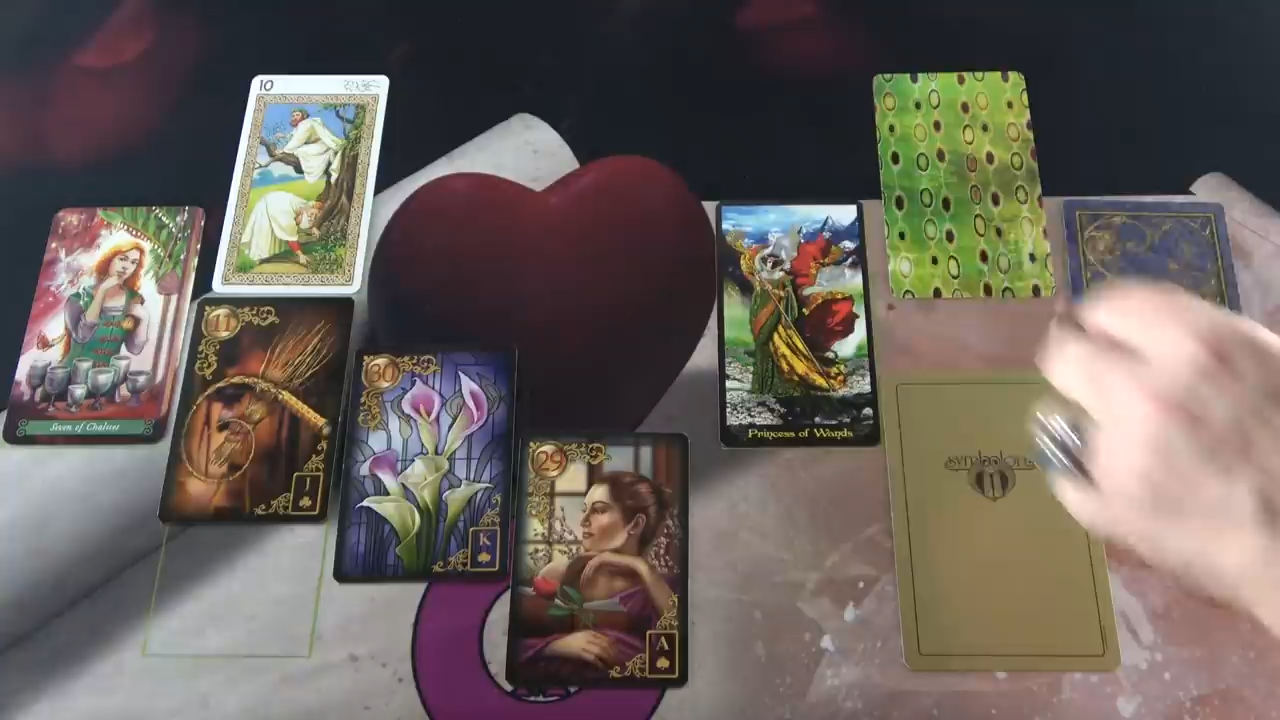 10
Seven of Chalices
11
J
30
K
29
A
Princess of Wands
symbolon